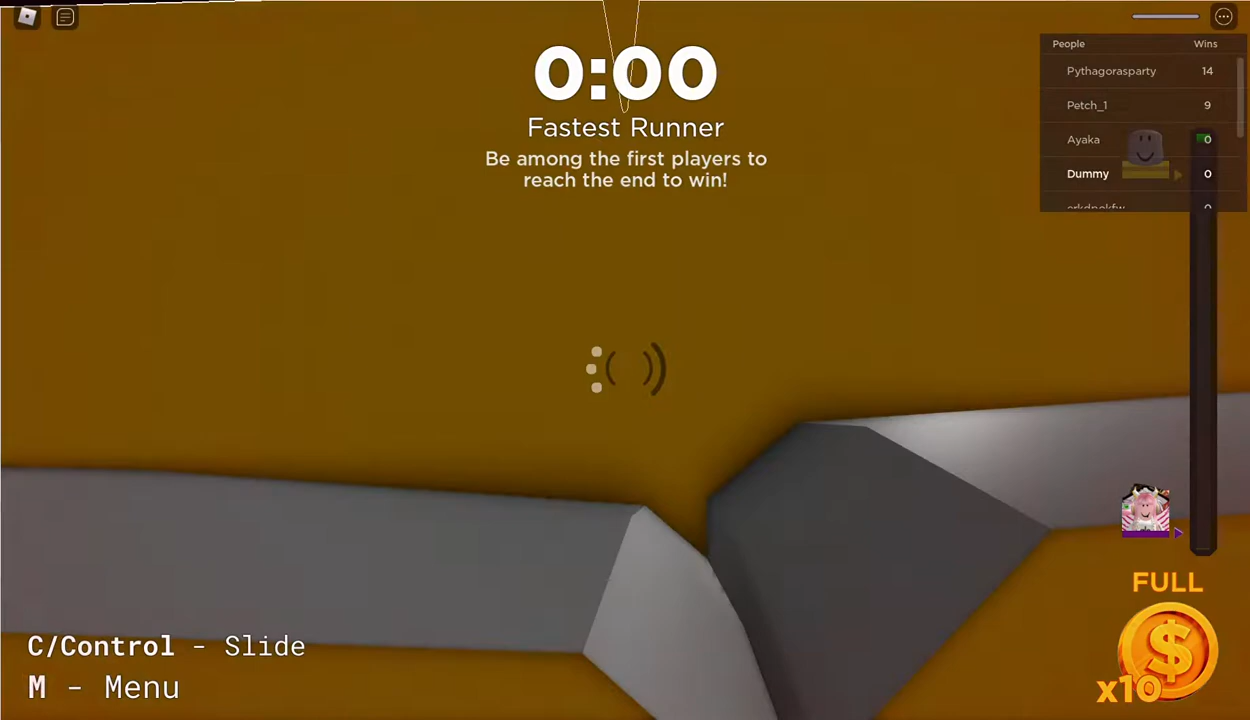 0:00
Fastest Runner
Be among the first players to
reach the end to win!
People Wins
Pythagorasparty 14
Petch_1 9
Ayaka 0
Dummy 0
C/Control - Slide
M - Menu
FULL
$
x10